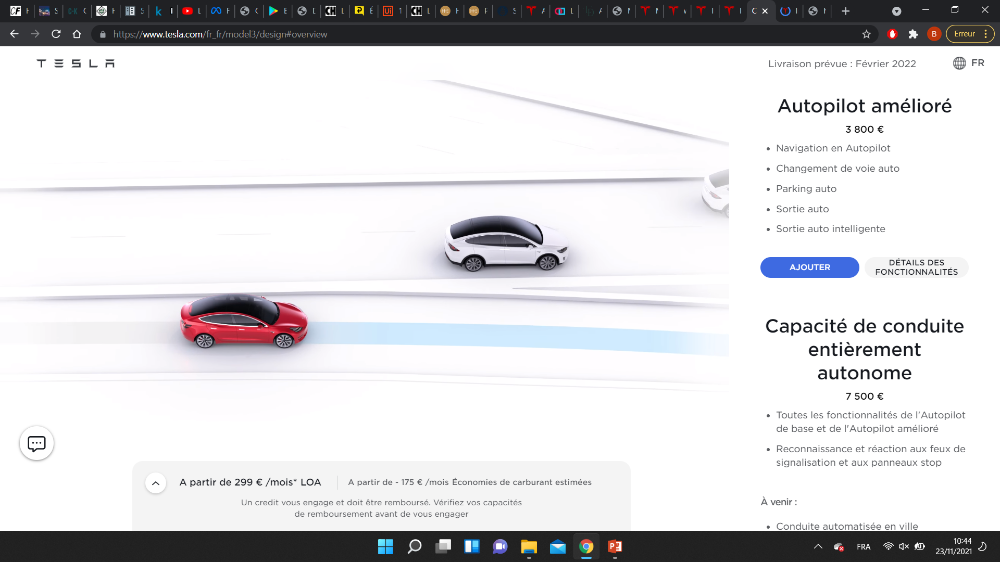 https://www.tesla.com/fr_fr/model3/design#overview
B
Erreur
TESLA
Livraison prévue : Février 2022
FR
Autopilot amélioré
3 800 €
Navigation en Autopilot
Changement de voie auto
Parking auto
Sortie auto
Sortie auto intelligente
AJOUTER
DÉTAILS DES
FONCTIONNALITÉS
Capacité de conduite
entièrement
autonome
7 500 €
Toutes les fonctionnalités de l'Autopilot
de base et de l'Autopilot amélioré
Reconnaissance et réaction aux feux de
signalisation et aux panneaux stop
À venir :
Conduite automatisée en ville
A partir de 299 € /mois* LOA
A partir de - 175 € /mois Économies de carburant estimées
Un credit vous engage et doit être remboursé. Vérifiez vos capacités
de remboursement avant de vous engager
FRA
10:44
23/11/2021